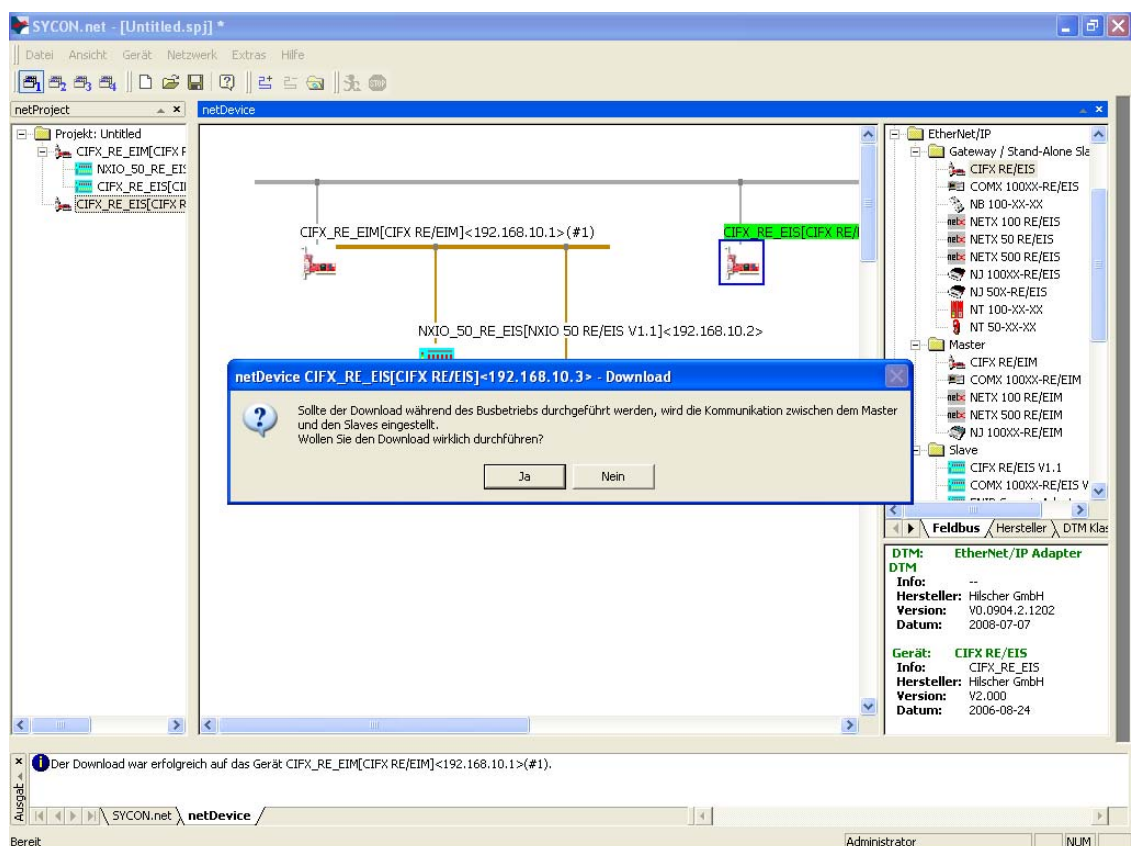 SYCON.net - [Untitled.spj] *
Datei Ansicht Gerät Netzwerk Extras Hilfe
netProject
netDevice
Projekt: Untitled
CIFX_RE_EIM[CIFX R
NXIO_50_RE_EIS
CIFX_RE_EIS[CI
CIFX_RE_EIS[CIFX R
CIFX_RE_EIM[CIFX RE/EIM]<192.168.10.1>(#1)
CIFX_RE_EIS[CIFX RE/
NXIO_50_RE_EIS[NXIO 50 RE/EIS V1.1]<192.168.10.2>
netDevice CIFX_RE_EIS[CIFX RE/EIS]<192.168.10.3> - Download
Sollte der Download während des Busbetriebs durchgeführt werden, wird die Kommunikation zwischen dem Master
und den Slaves eingestellt.
Wollen Sie den Download wirklich durchführen?
Ja
Nein
EtherNet/IP
Gateway / Stand-Alone Sla
CIFX RE/EIS
COMX 100XX-RE/EIS
NB 100-XX-XX
NETX 100 RE/EIS
NETX 50 RE/EIS
NETX 500 RE/EIS
NJ 100XX-RE/EIS
NJ 50X-RE/EIS
NT 100-XX-XX
NT 50-XX-XX
Master
CIFX RE/EIM
COMX 100XX-RE/EIM
NETX 100 RE/EIM
NETX 500 RE/EIM
NJ 100XX-RE/EIM
Slave
CIFX RE/EIS V1.1
COMX 100XX-RE/EIS V
Feldbus Hersteller DTM Klas
DTM: EtherNet/IP Adapter
DTM
Info: --
Hersteller: Hilscher GmbH
Version: V0.0904.2.1202
Datum: 2008-07-07
Gerät: CIFX RE/EIS
Info: CIFX_RE_EIS
Hersteller: Hilscher GmbH
Version: V2.000
Datum: 2006-08-24
Der Download war erfolgreich auf das Gerät CIFX_RE_EIM[CIFX RE/EIM]<192.168.10.1>(#1).
Ausgat
SYCON.net netDevice
Bereit
Administrator
NUM